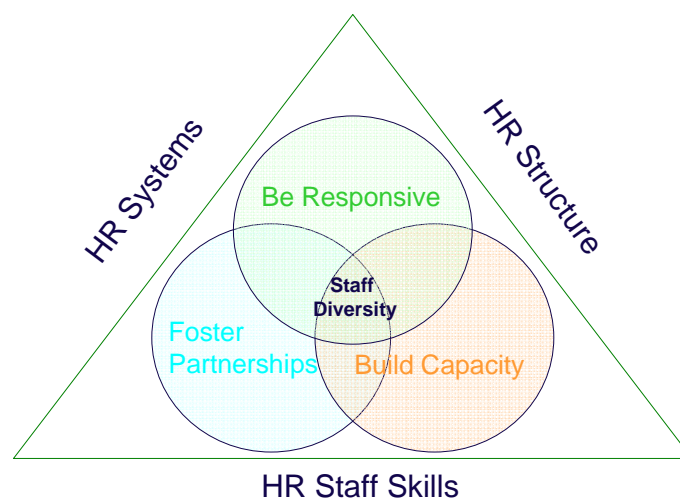 HR Systems
HR Structure
Be Responsive
Staff
Diversity
Foster
Partnerships
Build Capacity
HR Staff Skills